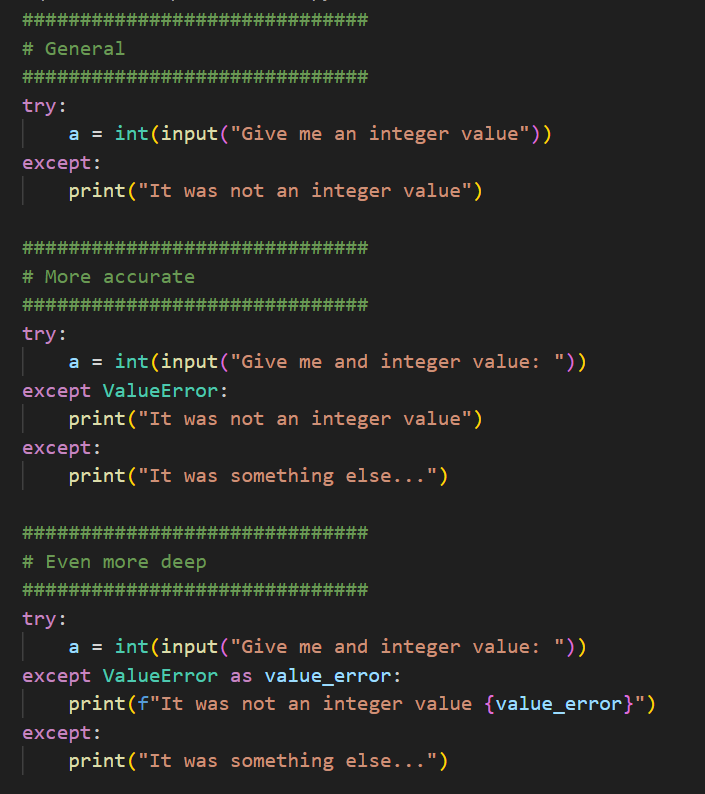 ##############################
# General
##############################
try:
    a = int(input("Give me an integer value"))
except:
    print("It was not an integer value")
##############################
# More accurate
##############################
try:
    a = int(input("Give me and integer value: "))
except ValueError:
    print("It was not an integer value")
except:
    print("It was something else...")
##############################
# Even more deep
##############################
try:
    a = int(input("Give me and integer value: "))
except ValueError as value_error:
    print(f"It was not an integer value {value_error}")
except:
    print("It was something else...")